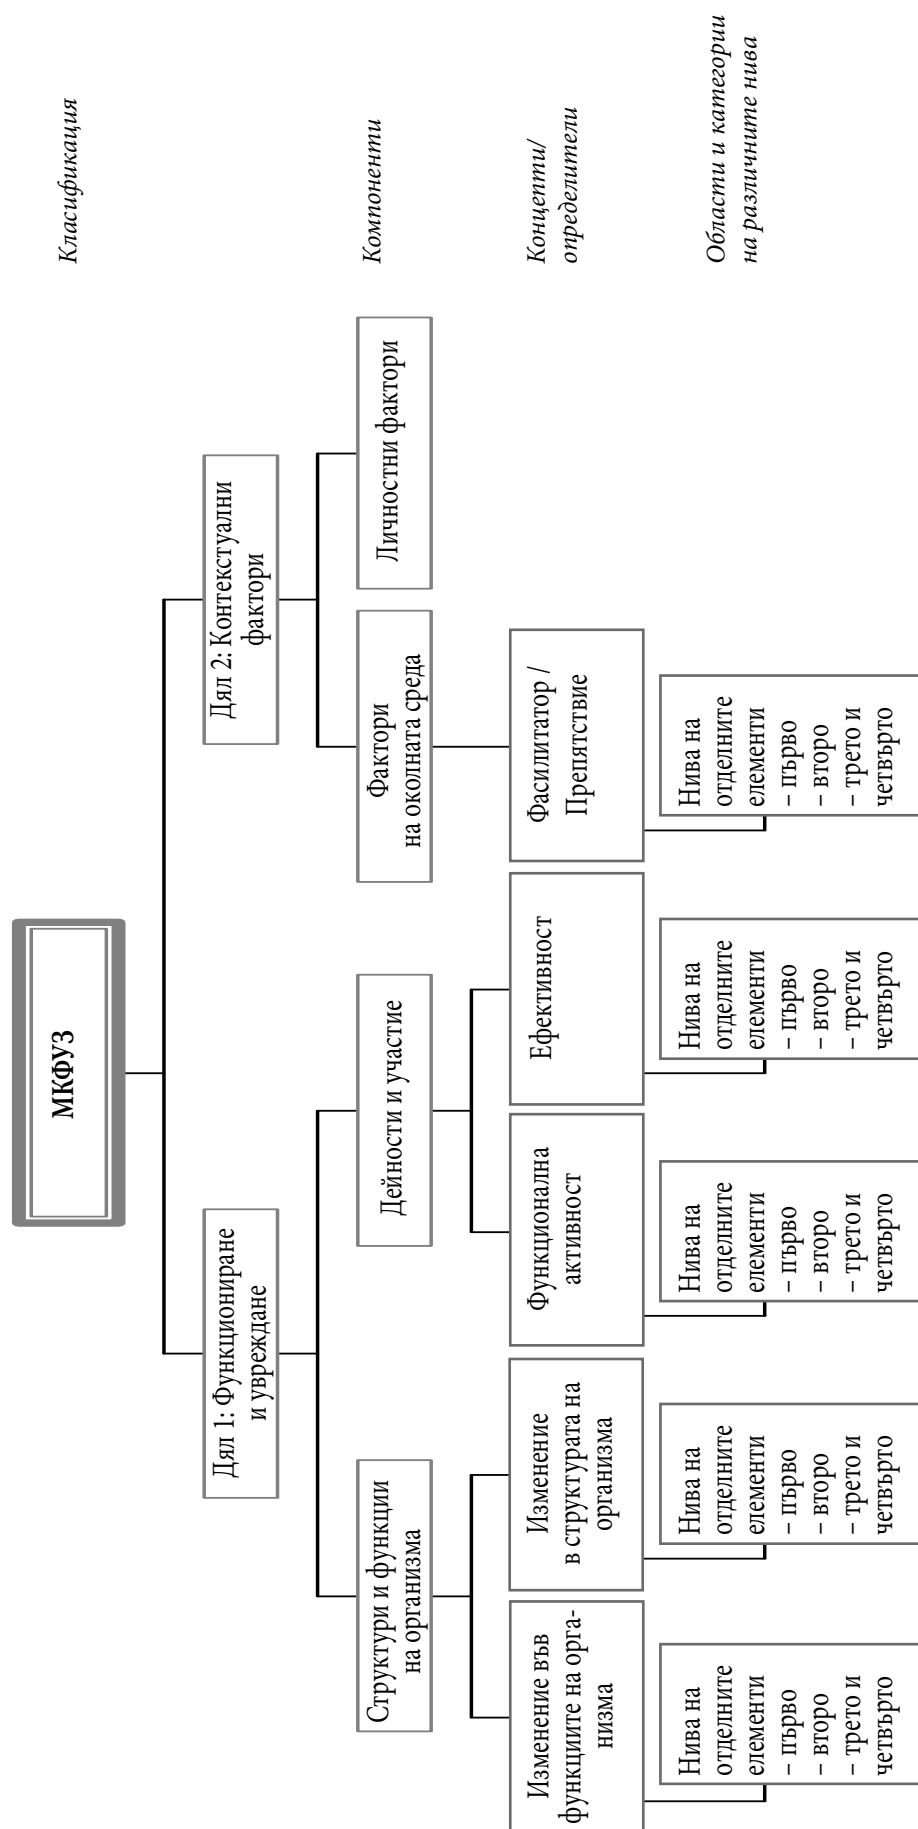 МКФУЗ
Класификация
Дял 1: Функциониране
и увреждане
Дял 2: Контекстуални
фактори
Структури и функции
на организма
Дейности и участие
Фактори
на околната среда
Личностни фактори
Компоненти
Изменение във
функциите на орга-
низма
Изменение
в структурата на
организма
Функционална
активност
Ефективност
Фасилитатор /
Препятствие
Концепти/
определители
Нива на
отделните
елементи
– първо
– второ
– трето и
четвърто
Нива на
отделните
елементи
– първо
– второ
– трето и
четвърто
Нива на
отделните
елементи
– първо
– второ
– трето и
четвърто
Нива на
отделните
елементи
– първо
– второ
– трето и
четвърто
Нива на
отделните
елементи
– първо
– второ
– трето и
четвърто
Области и категории
на различните нива